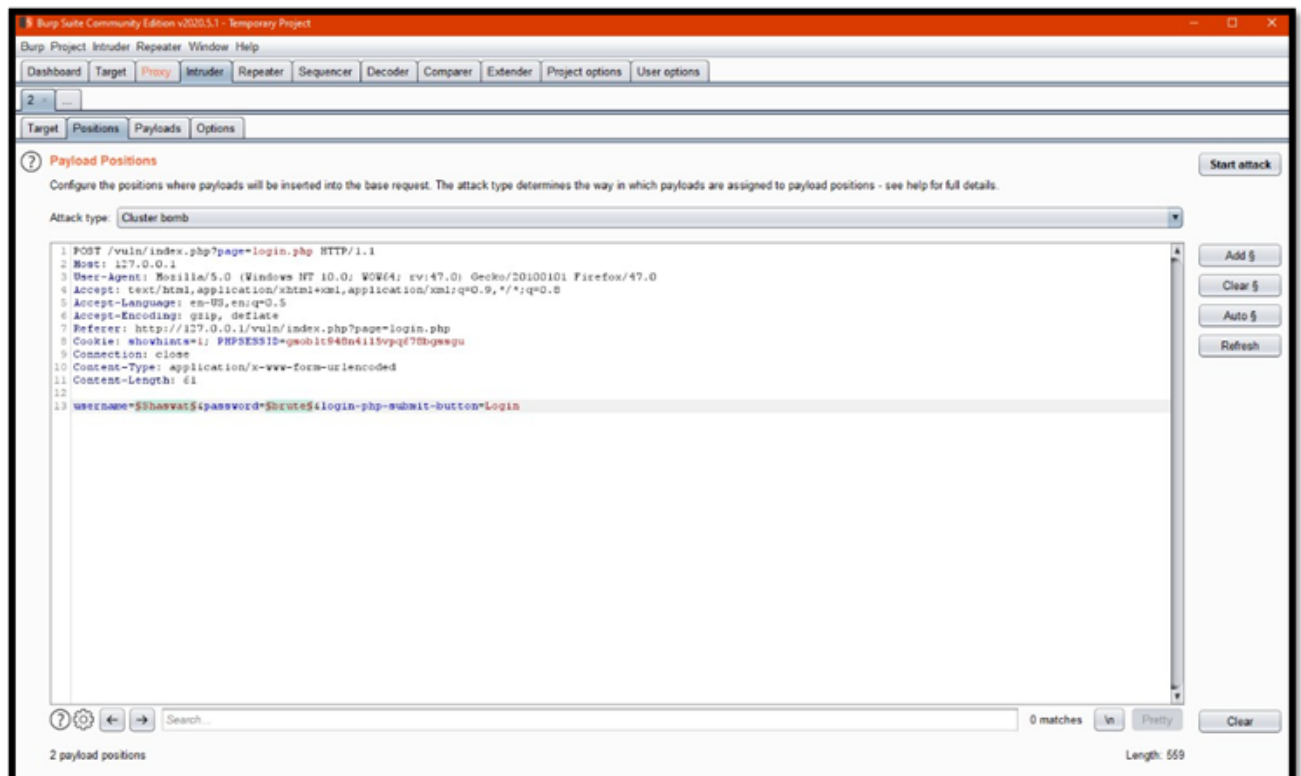 Burp Suite Community Edition v2020.5.1 - Temporary Project
Burp Project Intruder Repeater Window Help
Dashboard Target Proxy Intruder Repeater Sequencer Decoder Comparer Extender Project options User options
2 × ...
Target Positions Payloads Options
? Payload Positions
Start attack
Configure the positions where payloads will be inserted into the base request. The attack type determines the way in which payloads are assigned to payload positions - see help for full details.
Attack type: Cluster bomb
1 POST /vuln/index.php?page=login.php HTTP/1.1
2 Host: 127.0.0.1
3 User-Agent: Mozilla/5.0 (Windows NT 10.0; WOW64; rv:47.0) Gecko/20100101 Firefox/47.0
4 Accept: text/html,application/xhtml+xml,application/xml;q=0.9,*/*;q=0.8
5 Accept-Language: en-US,en;q=0.5
6 Accept-Encoding: gzip, deflate
7 Referer: http://127.0.0.1/vuln/index.php?page=login.php
8 Cookie: showhints=1; PHPSESSID=
9 Connection: close
10 Content-Type: application/x-www-form-urlencoded
11 Content-Length: 61
12
13 username=§Shaswat§&password=§brute§&login-php-submit-button=Login
Add §
Clear §
Auto §
Refresh
? ← → Search... 0 matches \n Pretty Clear
2 payload positions Length: 559